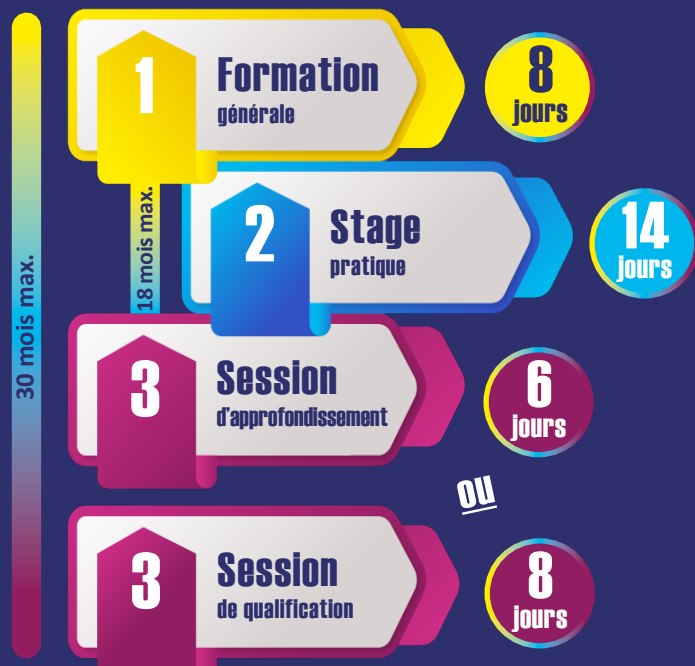 1
Formation
générale
8
jours
30 mois max.
18 mois max.
2
Stage
pratique
14
jours
3
Session
d'approfondissement
6
jours
ou
3
Session
de qualification
8
jours